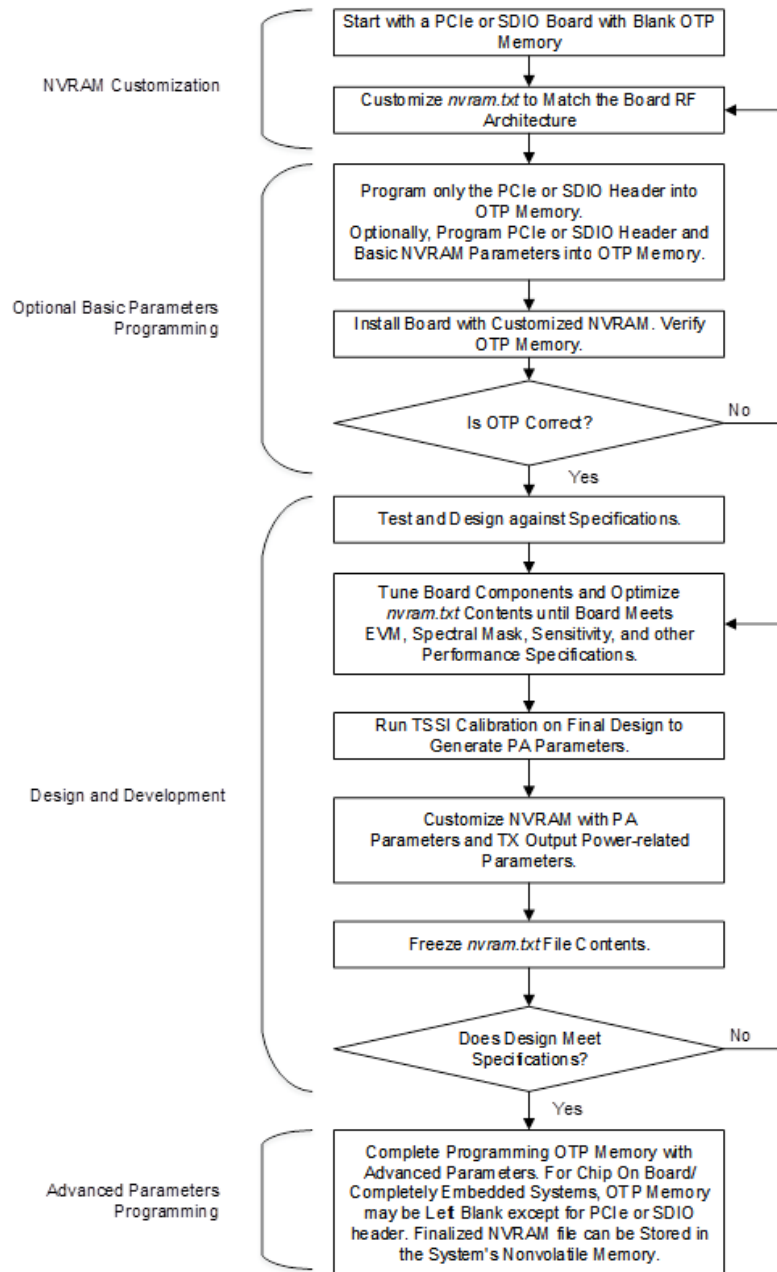 Start with a PCIe or SDIO Board with Blank OTP
Memory
NVRAM Customization
Customize nvram.txt to Match the Board RF
Architecture
Program only the PCIe or SDIO Header into
OTP Memory.
Optionally, Program PCIe or SDIO Header and
Basic NVRAM Parameters into OTP Memory.
Optional Basic Parameters
Programming
Install Board with Customized NVRAM. Verify
OTP Memory.
Is OTP Correct?
No
Yes
Test and Design against Specifications.
Tune Board Components and Optimize
nvram.txt Contents until Board Meets
EVM, Spectral Mask, Sensitivity, and other
Performance Specifications.
Run TSSI Calibration on Final Design to
Generate PA Parameters.
Design and Development
Customize NVRAM with PA
Parameters and TX Output Power-related
Parameters.
Freeze nvram.txt File Contents.
Does Design Meet
Specifications?
No
Yes
Complete Programming OTP Memory with
Advanced Parameters. For Chip On Board/
Completely Embedded Systems, OTP Memory
may be Left Blank except for PCIe or SDIO
header. Finalized NVRAM file can be Stored in
the System's Nonvolatile Memory.
Advanced Parameters
Programming